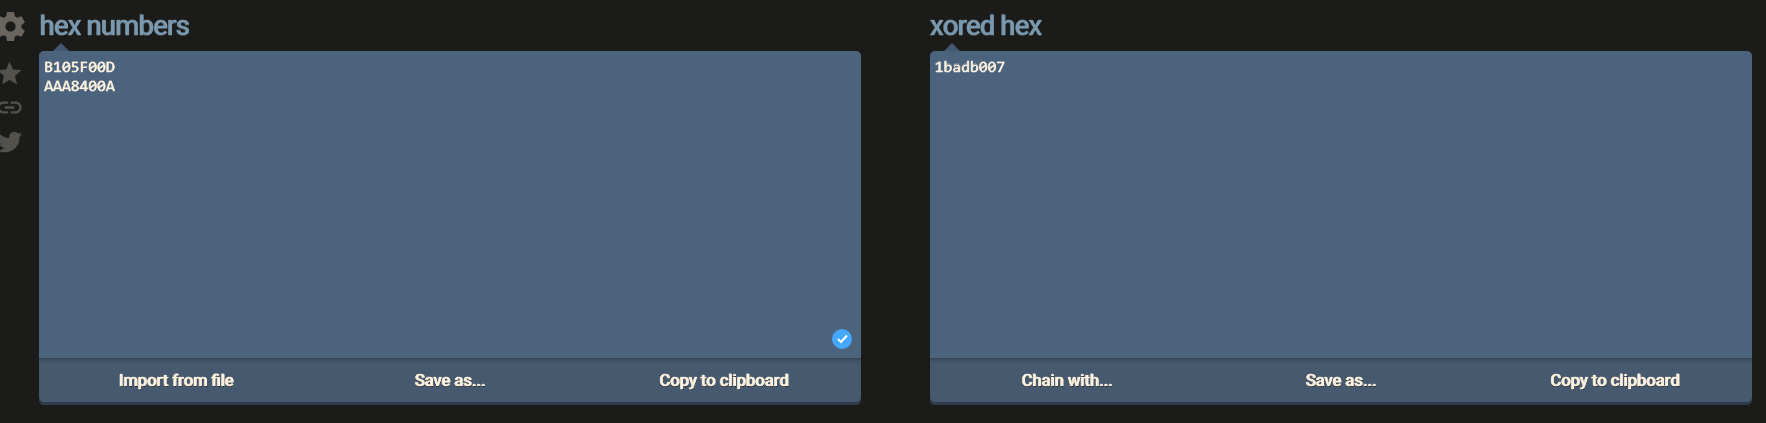 hex numbers
B105F00D
AAA8400A
Import from file
Save as...
Copy to clipboard
xored hex
1badb007
Chain with...
Save as...
Copy to clipboard